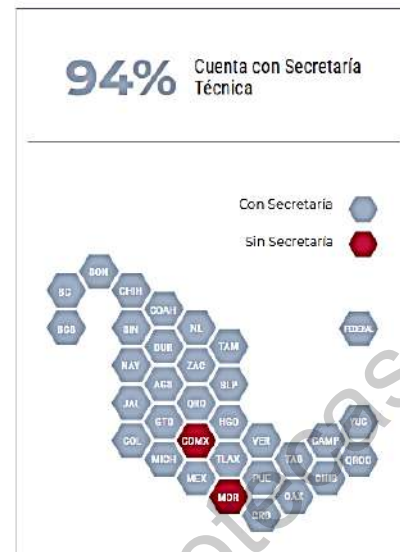 94% Cuenta con Secretaría
Técnica
Con Secretaría
Sin Secretaría
SON
BC
CHIH
COAH
BCS
SIN
NL
FEDERAL
DUR
TAM
NAY
ZAC
AGS
SLP
JAL
QRO
GTO
HGO
YUC
COL
CDMX
VER
CAMP
MICH
TLAX
TAB
QROO
MEX
PUE
CHIS
MOR
OAX
GRO
otecas